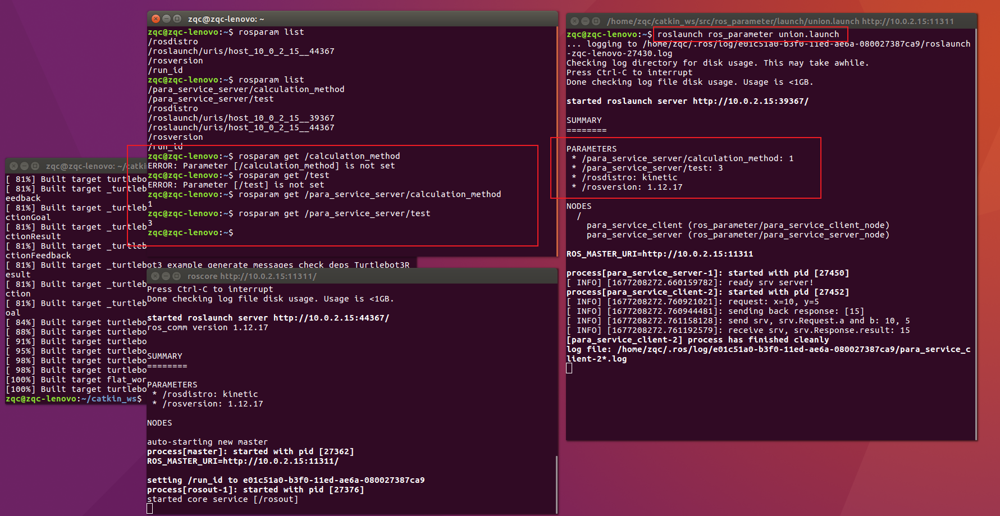 zqc@zqc-lenovo: ~
zqc@zqc-lenovo:~$ rosparam list
/rosdistro
/roslaunch/uris/host_10_0_2_15__44367
/rosversion
/run_id
zqc@zqc-lenovo:~$ rosparam list
/para_service_server/calculation_method
/para_service_server/test
/rosdistro
/roslaunch/uris/host_10_0_2_15__39367
/roslaunch/uris/host_10_0_2_15__44367
/rosversion
/run_id
zqc@zqc-lenovo:~$ rosparam get /calculation_method
ERROR: Parameter [/calculation_method] is not set
zqc@zqc-lenovo:~$ rosparam get /test
ERROR: Parameter [/test] is not set
zqc@zqc-lenovo:~$ rosparam get /para_service_server/calculation_method
1
zqc@zqc-lenovo:~$ rosparam get /para_service_server/test
3
zqc@zqc-lenovo:~$
/home/zqc/catkin_ws/src/ros_parameter/launch/union.launch http://10.0.2.15:11311
zqc@zqc-lenovo:~$ roslaunch ros_parameter union.launch
... logging to /home/zqc/.ros/log/e01c51a0-b3f0-11ed-ae6a-080027387ca9/roslaunch
-zqc-lenovo-27430.log
Checking log directory for disk usage. This may take awhile.
Press Ctrl-C to interrupt
Done checking log file disk usage. Usage is <1GB.
started roslaunch server http://10.0.2.15:39367/
SUMMARY
========
PARAMETERS
* /para_service_server/calculation_method: 1
* /para_service_server/test: 3
* /rosdistro: kinetic
* /rosversion: 1.12.17
NODES
/
para_service_client (ros_parameter/para_service_client_node)
para_service_server (ros_parameter/para_service_server_node)
ROS_MASTER_URI=http://10.0.2.15:11311
process[para_service_server-1]: started with pid [27450]
[ INFO] [1677208272.660159782]: ready srv server!
process[para_service_client-2]: started with pid [27452]
[ INFO] [1677208272.760921021]: request: x=10, y=5
[ INFO] [1677208272.760944481]: sending back response: [15]
[ INFO] [1677208272.761158128]: send srv, srv.Request.a and b: 10, 5
[ INFO] [1677208272.761192579]: receive srv, srv.Response.result: 15
[para_service_client-2] process has finished cleanly
log file: /home/zqc/.ros/log/e01c51a0-b3f0-11ed-ae6a-080027387ca9/para_service_c
lient-2*.log
zqc@zqc-lenovo: ~/catki
[ 81%] Built target turtlebo
[ 81%] Built target _turtleb
eedback
[ 81%] Built target _turtleb
ctionGoal
[ 81%] Built target _turtleb
ctionResult
[ 81%] Built target _turtleb
ctionFeedback
[ 81%] Built target _turtlebot3_example_generate_messages_check_deps_Turtlebot3R
esult
[ 81%] Built target _turtleb
ction
[ 81%] Built target _turtleb
oal
[ 84%] Built target turtlebo
[ 88%] Built target turtlebo
[ 91%] Built target turtlebo
[ 95%] Built target turtlebo
[ 98%] Built target turtlebo
[ 98%] Built target turtlebo
[100%] Built target flat_wor
[100%] Built target turtlebo
zqc@zqc-lenovo:~/catkin_ws$
roscore http://10.0.2.15:11311/
Press Ctrl-C to interrupt
Done checking log file disk usage. Usage is <1GB.
started roslaunch server http://10.0.2.15:44367/
ros_comm version 1.12.17
SUMMARY
========
PARAMETERS
* /rosdistro: kinetic
* /rosversion: 1.12.17
NODES
auto-starting new master
process[master]: started with pid [27362]
ROS_MASTER_URI=http://10.0.2.15:11311/
setting /run_id to e01c51a0-b3f0-11ed-ae6a-080027387ca9
process[rosout-1]: started with pid [27376]
started core service [/rosout]